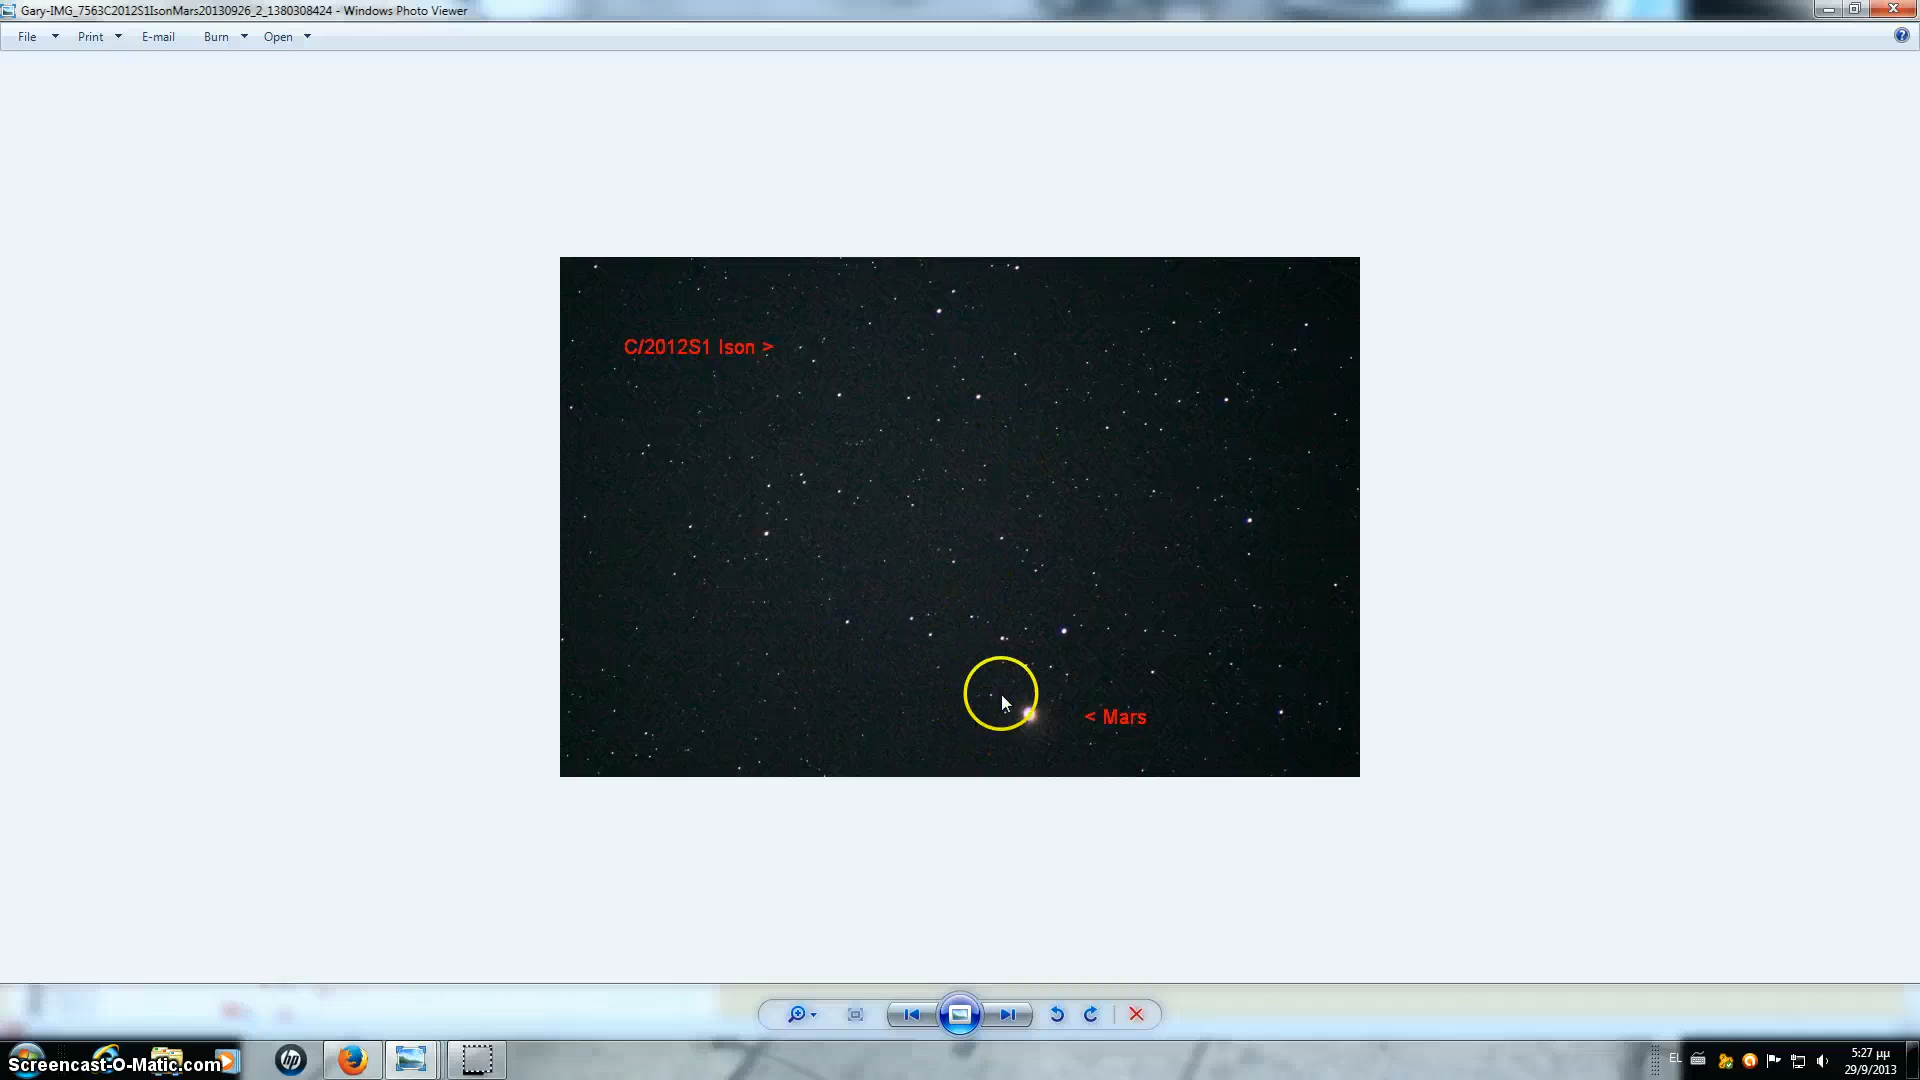 Gary-IMG_7563C2012S1IsonMars20130926_2_1380308424 - Windows Photo Viewer
File Print E-mail Burn Open
C/2012S1 Ison >
< Mars
hp
Screencast-O-Matic.com
EL
5:27 μμ
29/9/2013